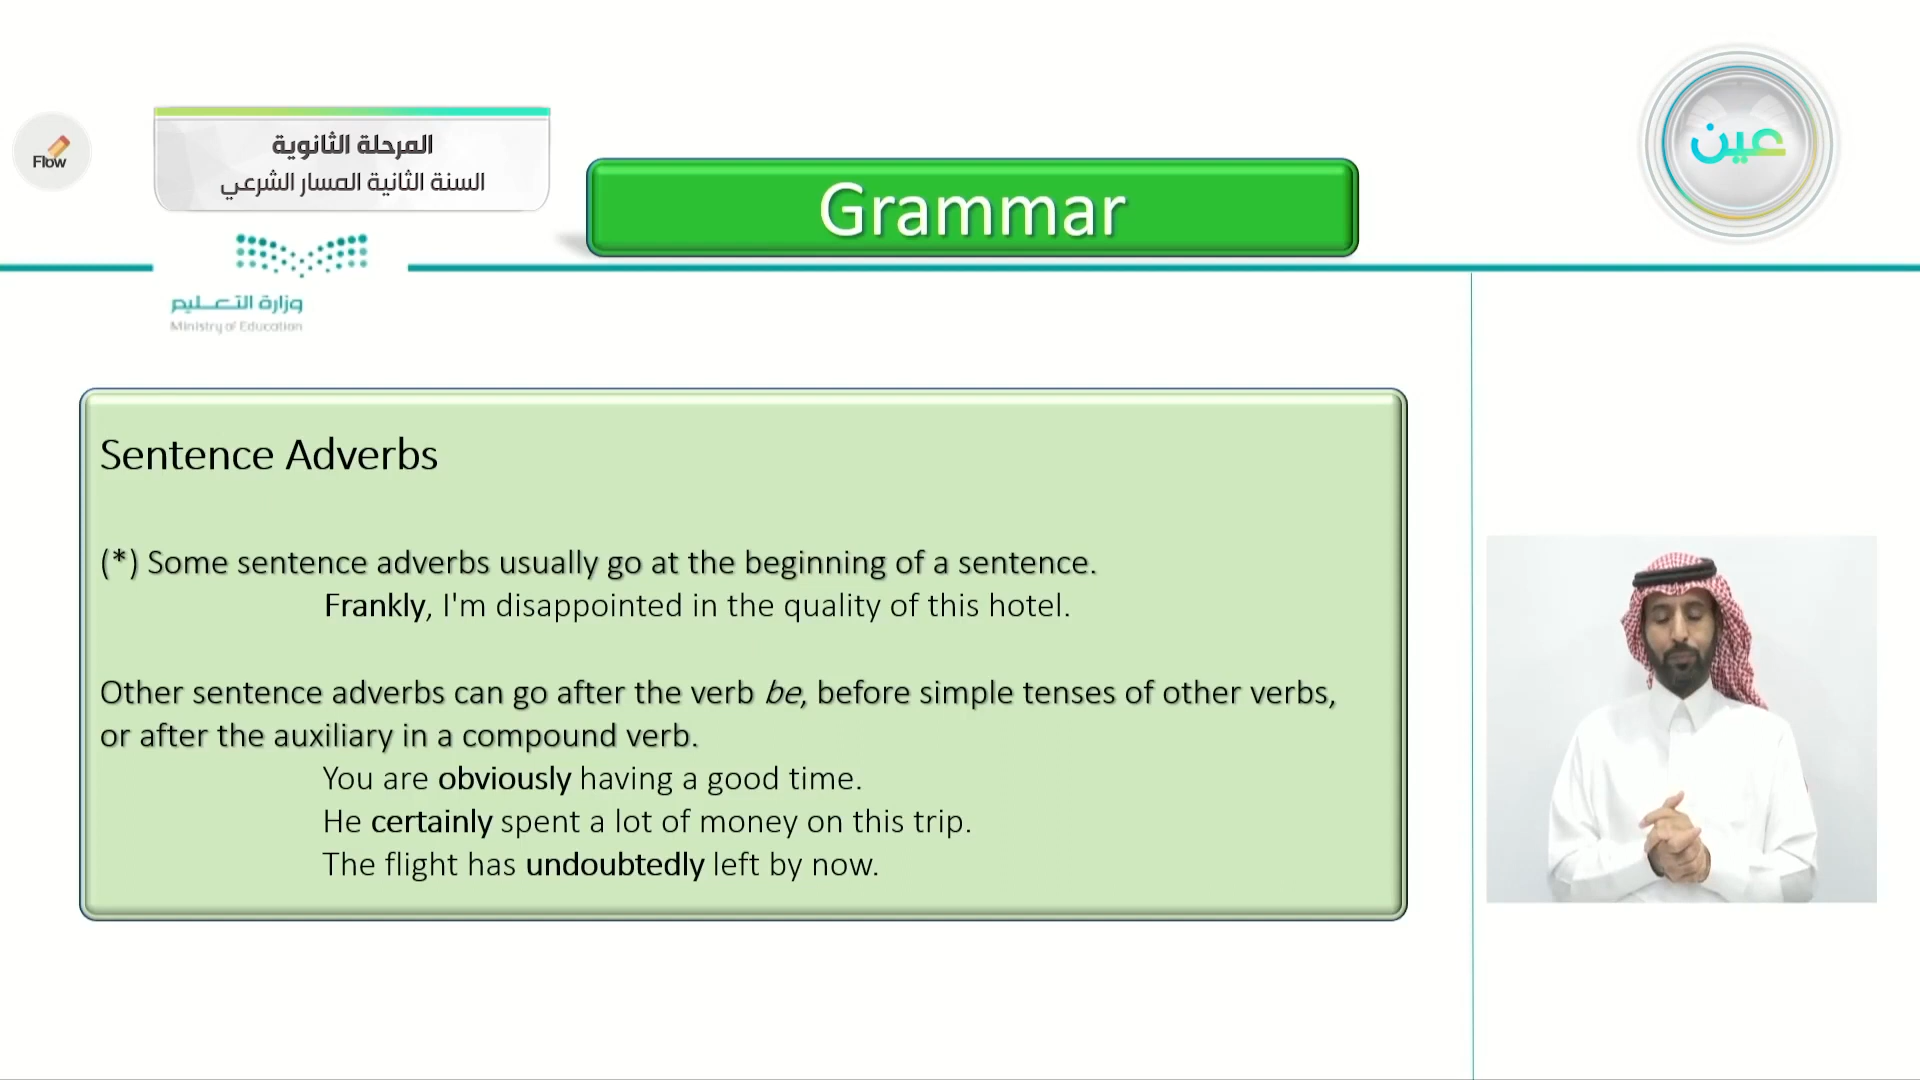 Flow
المرحلة الثانوية
السنة الثانية المسار الشرعي
Grammar
عين
وزارة التعليم
Ministry of Education
Sentence Adverbs
(*) Some sentence adverbs usually go at the beginning of a sentence.
Frankly, I'm disappointed in the quality of this hotel.
Other sentence adverbs can go after the verb be, before simple tenses of other verbs,
or after the auxiliary in a compound verb.
You are obviously having a good time.
He certainly spent a lot of money on this trip.
The flight has undoubtedly left by now.